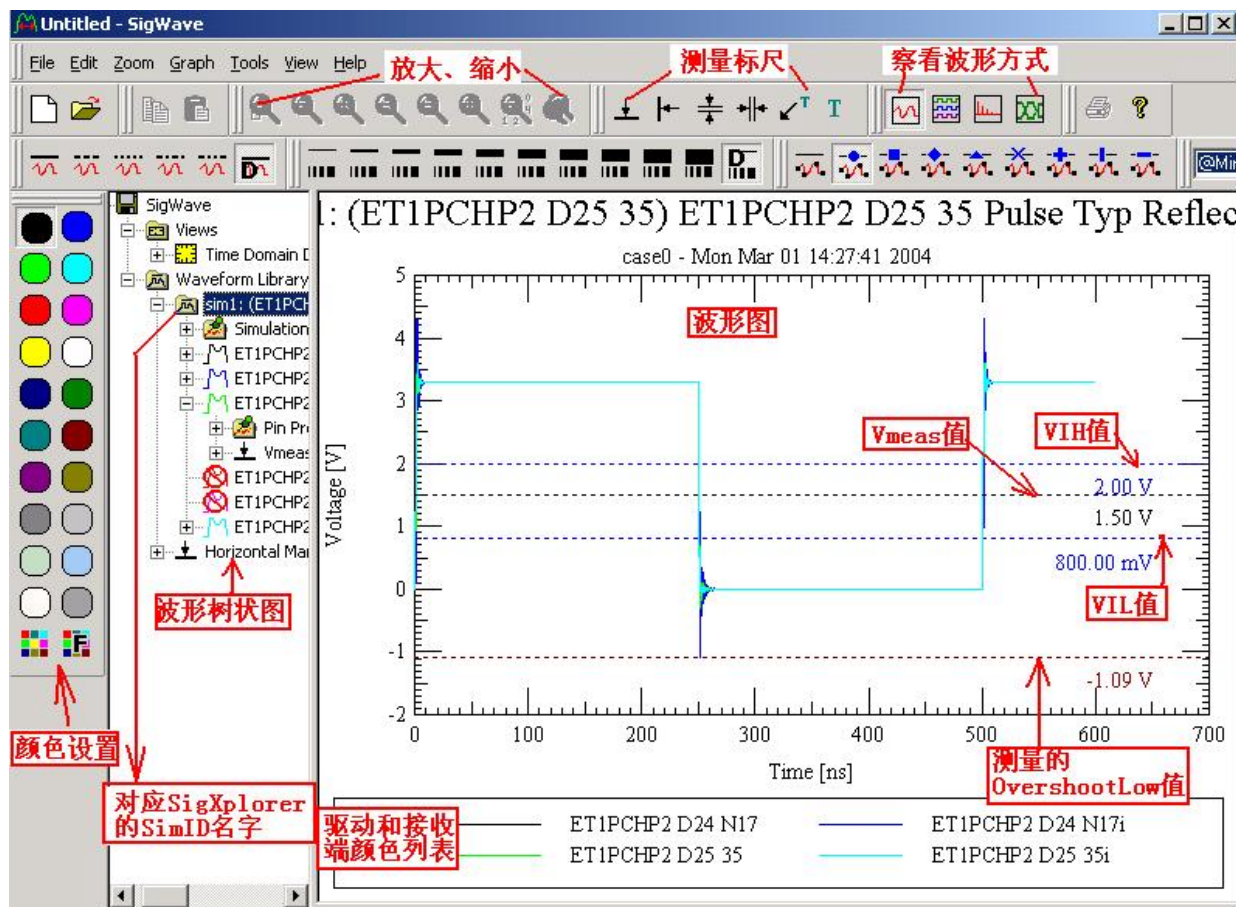 Untitled - SigWave
File Edit Zoom Graph Tools View Help
放大、缩小
测量标尺
察看波形方式
@Min
SigWave
Views
Time Domain D
Waveform Library
sim1: (ET1PCH
Simulation
ET1PCHP2
ET1PCHP2
ET1PCHP2
Pin Pro
Vmeas
ET1PCHP2
ET1PCHP2
ET1PCHP2
Horizontal Mar
波形树状图
颜色设置
对应SigXplorer
的SimID名字
1: (ET1PCHP2 D25 35) ET1PCHP2 D25 35 Pulse Typ Reflec
case0 - Mon Mar 01 14:27:41 2004
波形图
Voltage [V]
5
4
3
2
1
0
-1
-2
Vmeas值
VIH值
2.00 V
1.50 V
800.00 mV
VIL值
-1.09 V
0 100 200 300 400 500 600 700
Time [ns]
测量的
OvershootLow值
驱动和接收
端颜色列表
ET1PCHP2 D24 N17
ET1PCHP2 D24 N17i
ET1PCHP2 D25 35
ET1PCHP2 D25 35i